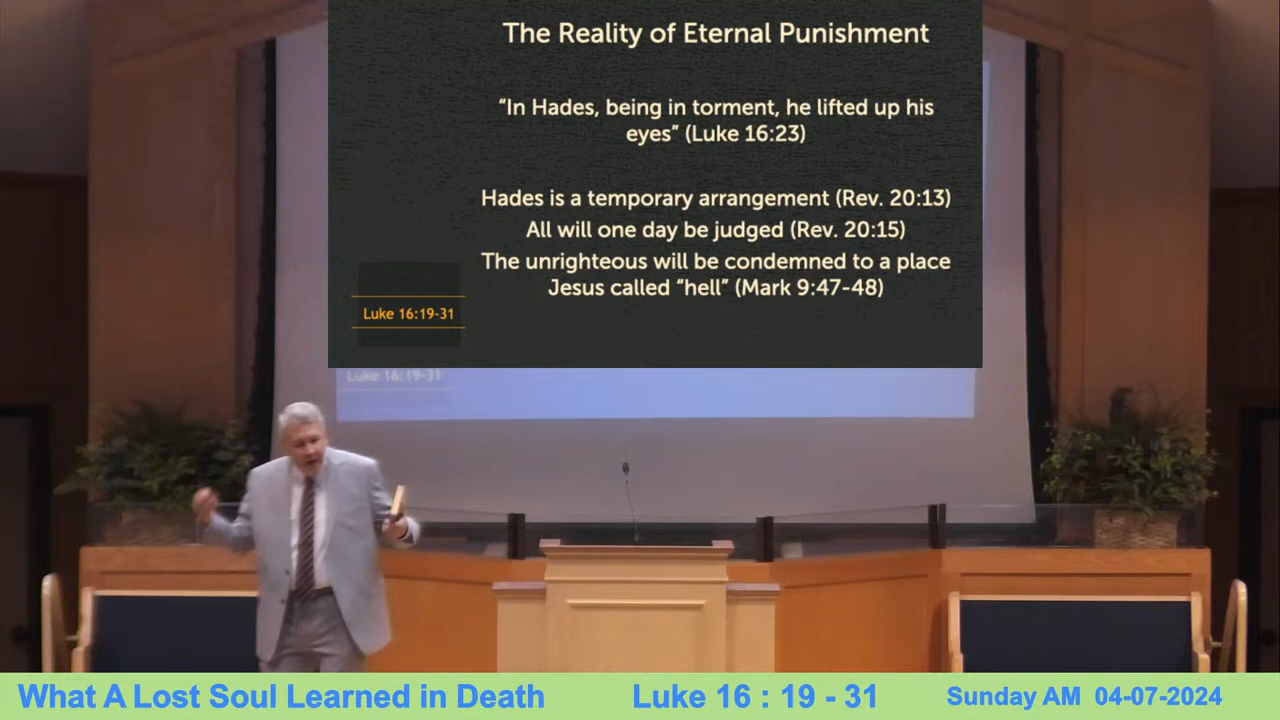 The Reality of Eternal Punishment
“In Hades, being in torment, he lifted up his
eyes” (Luke 16:23)
Hades is a temporary arrangement (Rev. 20:13)
All will one day be judged (Rev. 20:15)
The unrighteous will be condemned to a place
Jesus called “hell” (Mark 9:47-48)
Luke 16:19-31
Luke 16:19-31
What A Lost Soul Learned in Death Luke 16 : 19 - 31 Sunday AM 04-07-2024